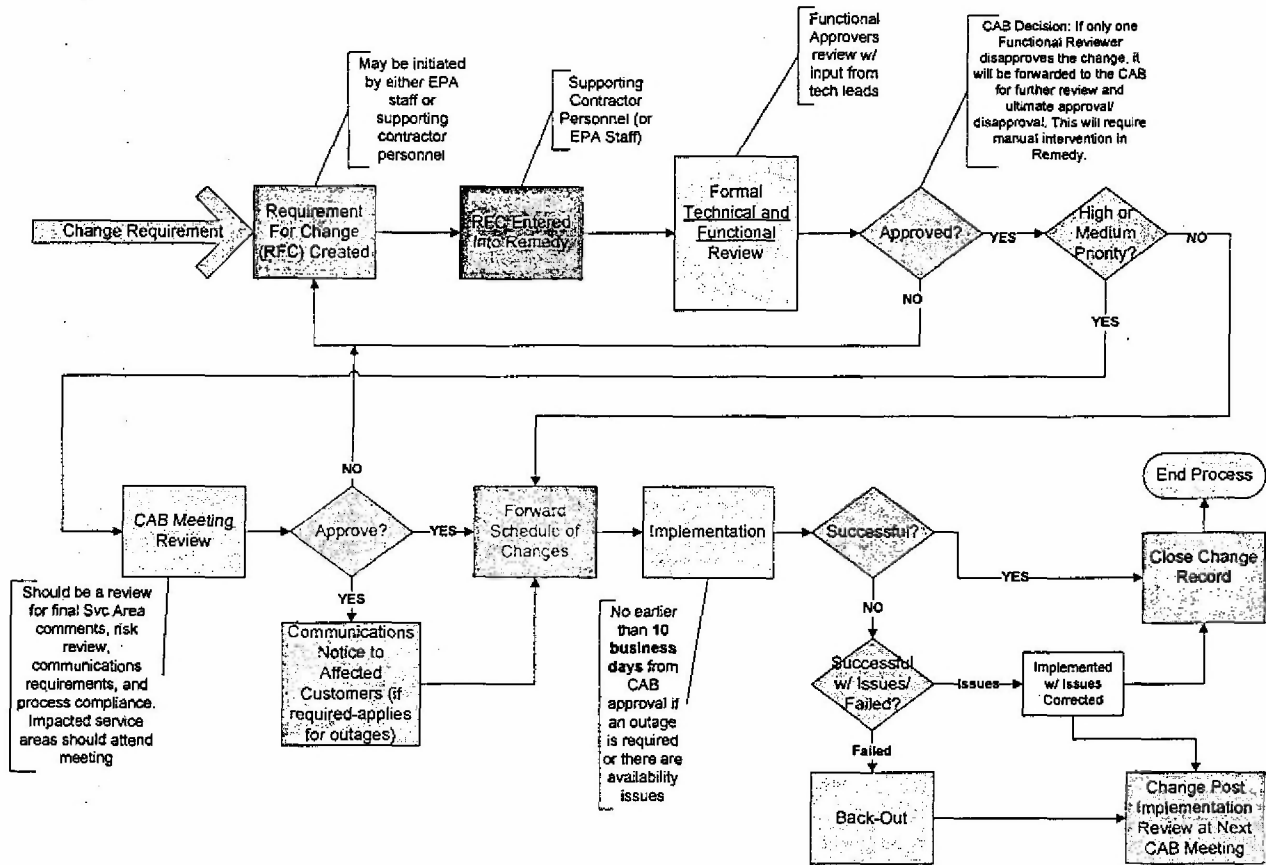 Change Requirement
May be initiated
by either EPA
staff or
supporting
contractor
personnel
Requirement
For Change
(RFC) Created
Supporting
Contractor
Personnel (or
EPA Staff)
RFC Entered
Into Remedy
Functional
Approvers
review w/
input from
tech leads
Formal
Technical and
Functional
Review
CAB Decision: If only one
Functional Reviewer
disapproves the change, it
will be forwarded to the CAB
for further review and
ultimate approval/
disapproval. This will require
manual intervention in
Remedy.
Approved?
YES
NO
High or
Medium
Priority?
NO
YES
CAB Meeting
Review
Should be a review
for final Svc Area
comments, risk
review,
communications
requirements, and
process compliance.
Impacted service
areas should attend
meeting
NO
Approve?
YES
YES
Communications
Notice to
Affected
Customers (if
required-applies
for outages)
Forward
Schedule of
Changes
Implementation
No earlier
than 10
business
days from
CAB
approval if
an outage
is required
or there are
availability
issues
Successful?
YES
NO
Successful
w/ Issues/
Failed?
Issues
Failed
Implemented
w/ Issues
Corrected
Back-Out
End Process
Close Change
Record
Change Post
Implementation
Review at Next
CAB Meeting